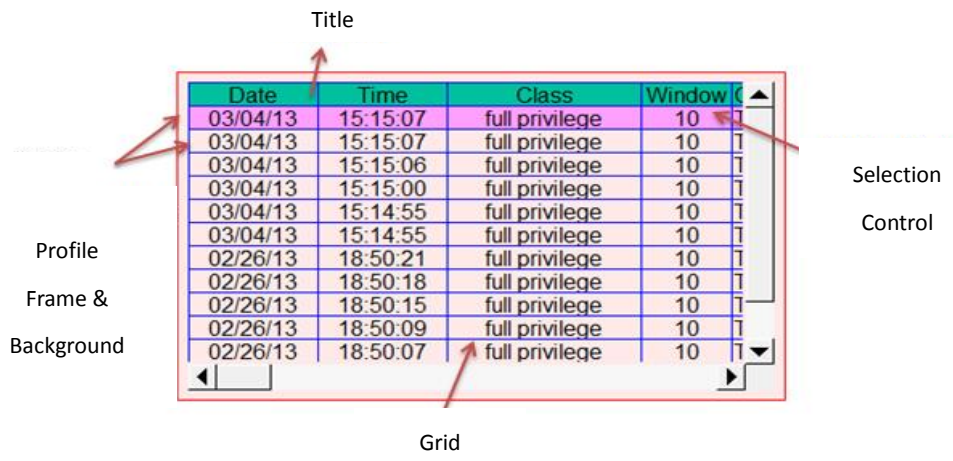 Title
Date Time Class Window
03/04/13 15:15:07 full privilege 10 T
03/04/13 15:15:07 full privilege 10 T
03/04/13 15:15:06 full privilege 10 T
03/04/13 15:15:00 full privilege 10 T
03/04/13 15:14:55 full privilege 10 T
03/04/13 15:14:55 full privilege 10 T
02/26/13 18:50:21 full privilege 10 T
02/26/13 18:50:18 full privilege 10 T
02/26/13 18:50:15 full privilege 10 T
02/26/13 18:50:09 full privilege 10 T
02/26/13 18:50:07 full privilege 10 T
Selection
Control
Profile
Frame &
Background
Grid